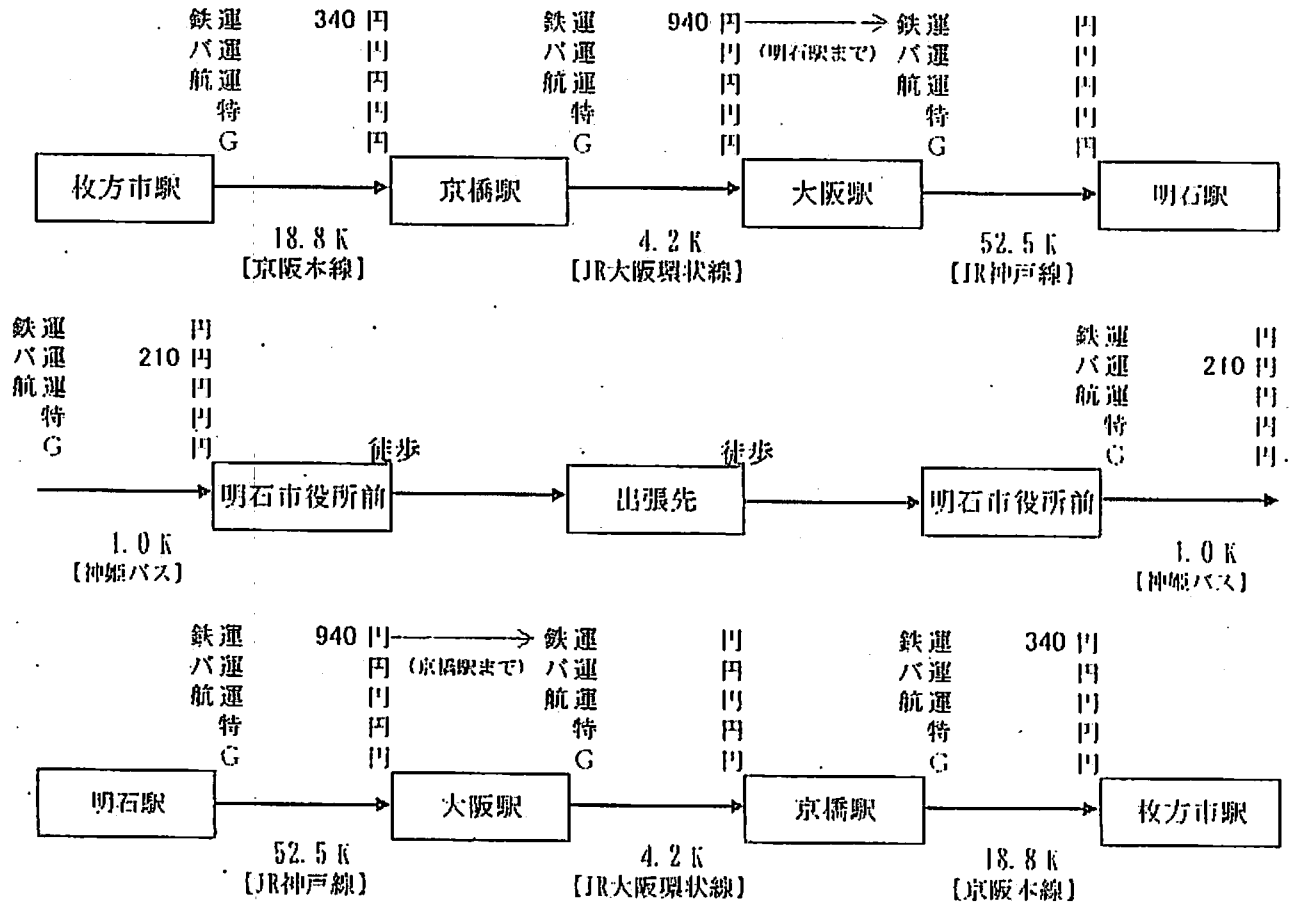 鉄運 340 円 鉄運 940 円 鉄運 円
バ運 円 バ運 円 (明石駅まで) バ運 円
航運 円 航運 円 航運 円
特 円 特 円 特 円
G 円 G 円 G 円
枚方市駅 京橋駅 大阪駅 明石駅
18.8 K 4.2 K 52.5 K
【京阪本線】 【JR大阪環状線】 【JR神戸線】
鉄運 円 鉄運 円
バ運 210 円 バ運 210 円
航運 円 航運 円
特 円 特 円
G 円 G 円
徒歩 徒歩
明石市役所前 出張先 明石市役所前
1.0 K 1.0 K
【神姫バス】 【神姫バス】
鉄運 940 円 鉄運 円 鉄運 340 円
バ運 円 (京橋駅まで) バ運 円 バ運 円
航運 円 航運 円 航運 円
特 円 特 円 特 円
G 円 G 円 G 円
明石駅 大阪駅 京橋駅 枚方市駅
52.5 K 4.2 K 18.8 K
【JR神戸線】 【JR大阪環状線】 【京阪本線】